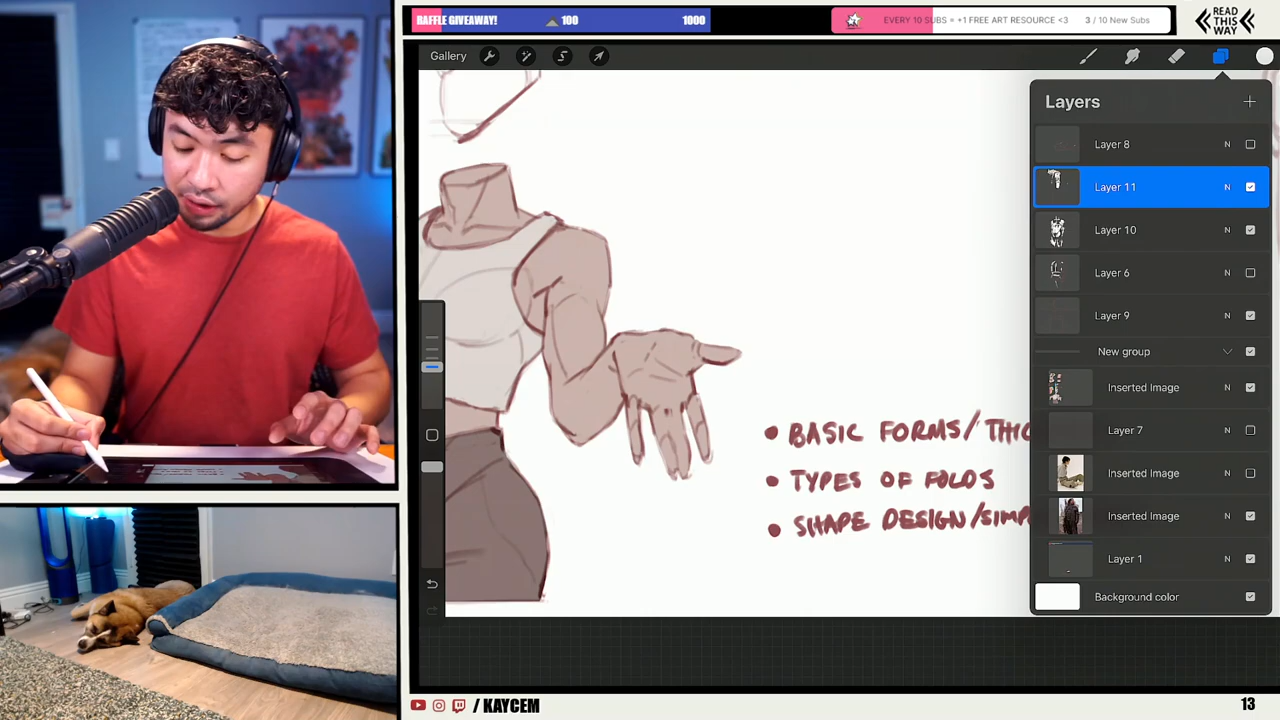 RAFFLE GIVEAWAY! 100 1000
EVERY 10 SUBS = +1 FREE ART RESOURCE <3 3 / 10 New Subs
READ
THIS
WAY
Gallery
Layers
Layer 8 N
Layer 11 N
Layer 10 N
Layer 6 N
Layer 9 N
New group
Inserted Image N
Layer 7 N
Inserted Image N
Inserted Image N
Layer 1 N
Background color
• BASIC FORMS/THIC
• TYPES OF FOLDS
• SHAPE DESIGN/SIMP
/ KAYCEM
13